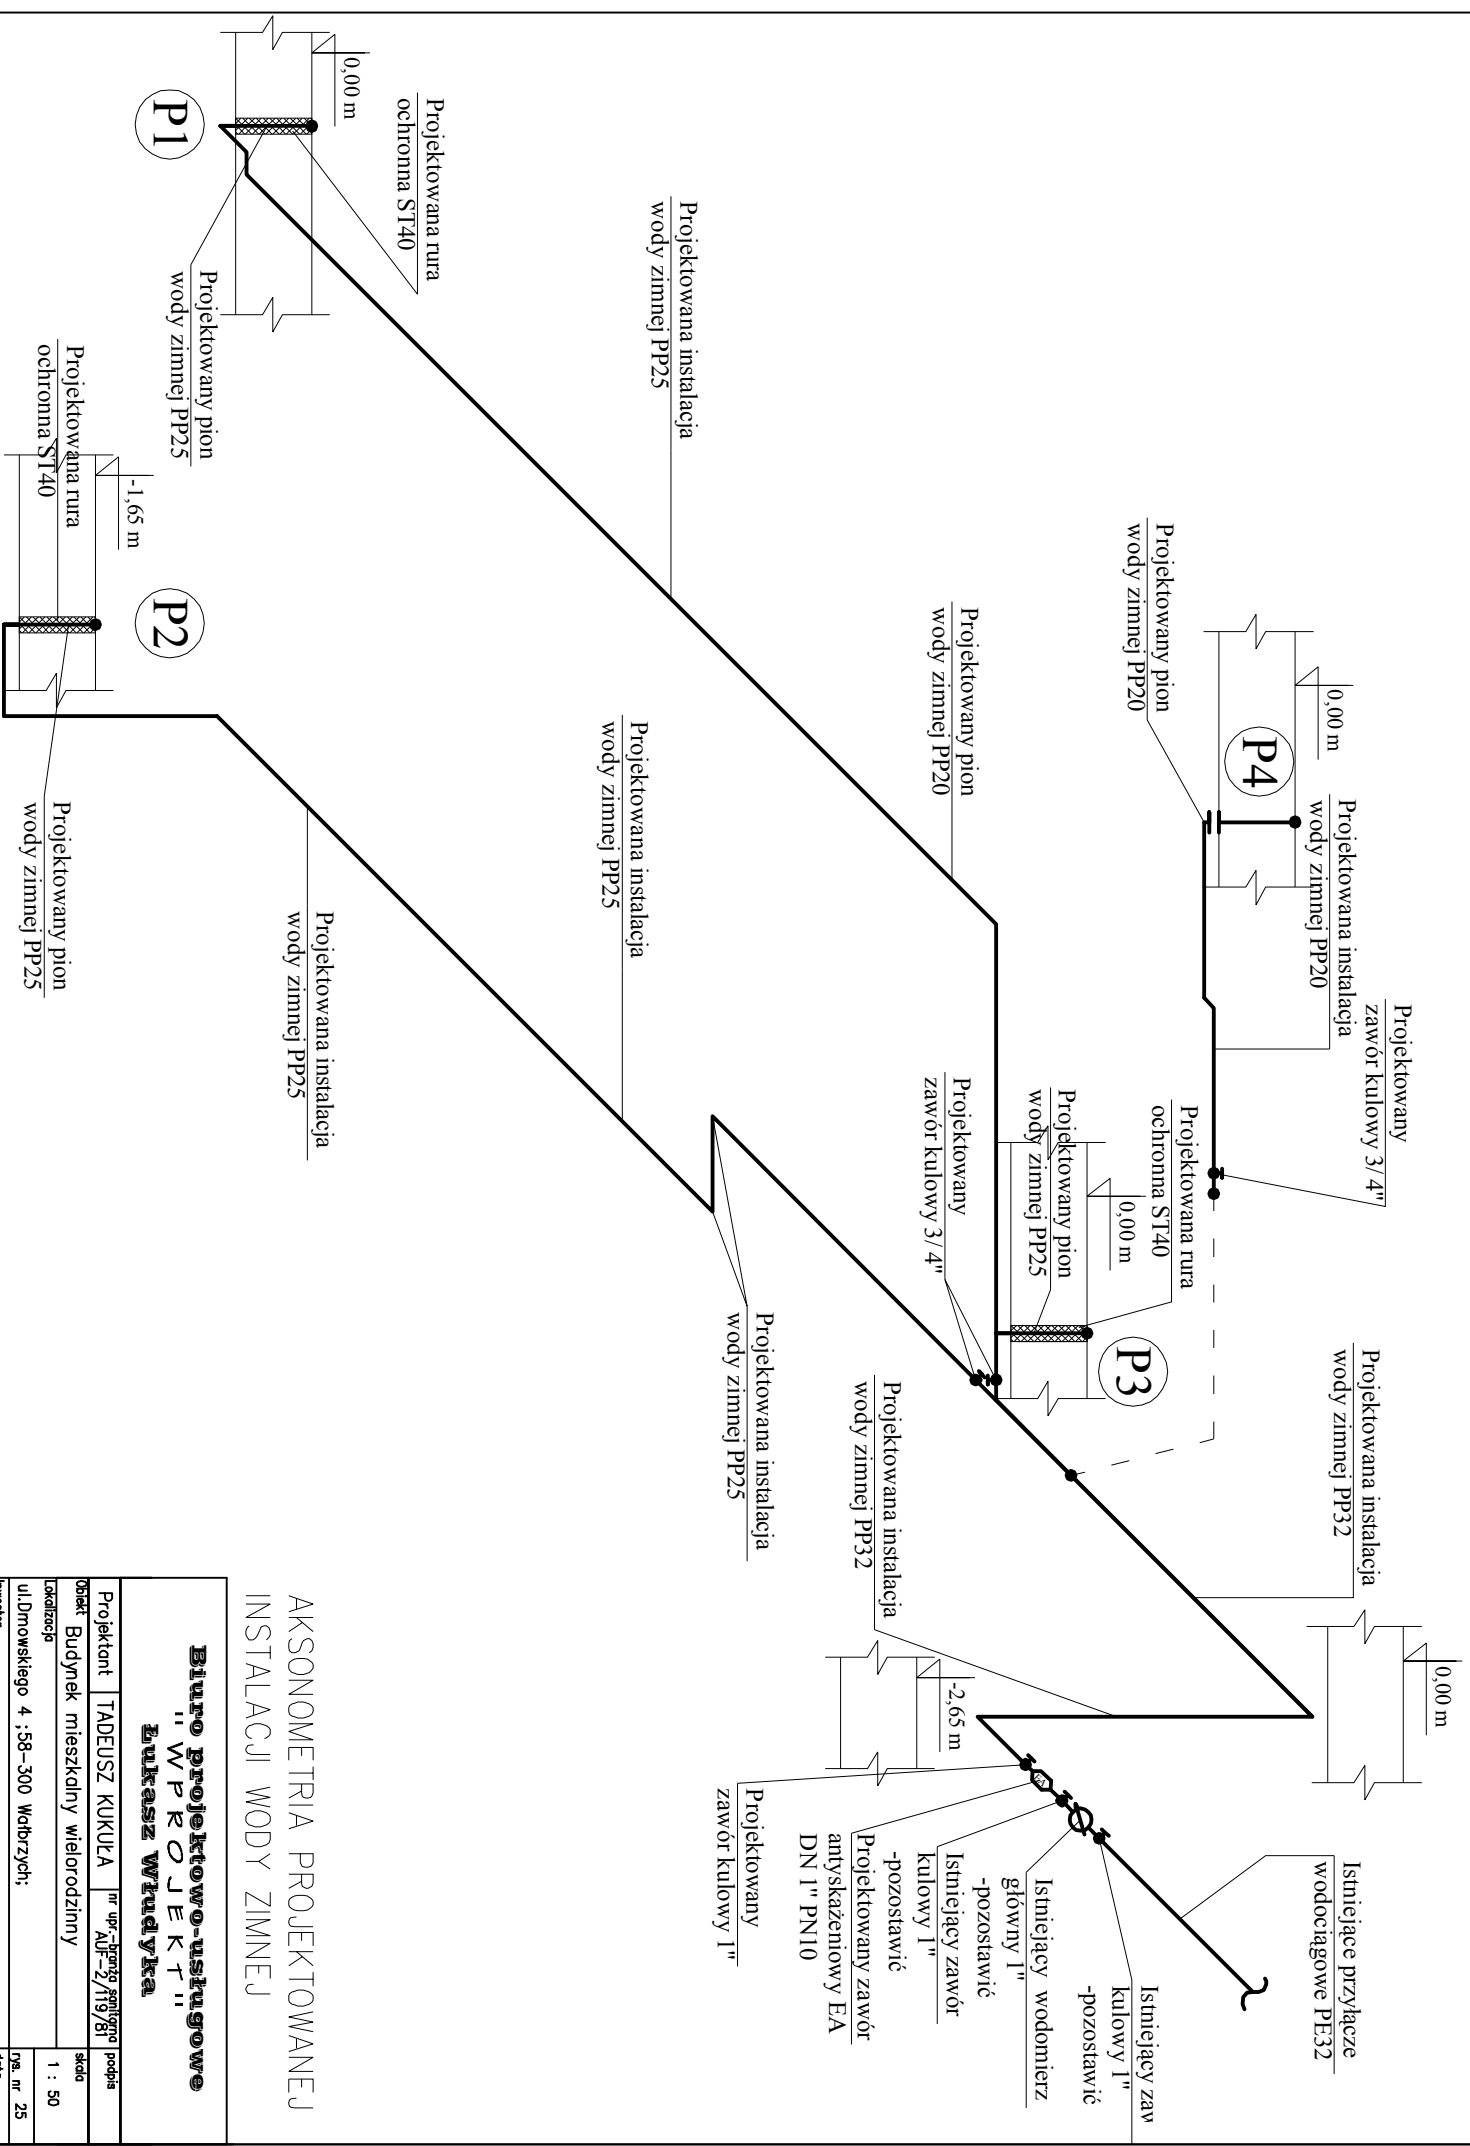 0,00 m
P1
Projektowana rura
ochronna ST40
Projektowany pion
wody zimnej PP25
Projektowana instalacja
wody zimnej PP25
Projektowana rura
ochronna ST40
-1,65 m
P2
Projektowany pion
wody zimnej PP25
Projektowany pion
wody zimnej PP20
0,00 m
P4
Projektowana instalacja
wody zimnej PP20
Projektowany
zawór kulowy 3/4"
Projektowany pion
wody zimnej PP20
Projektowana instalacja
wody zimnej PP25
Projektowana instalacja
wody zimnej PP25
Projektowany
zawór kulowy 3/4"
Projektowany pion
wody zimnej PP25
Projektowana rura
ochronna ST40
0,00 m
P3
Projektowana instalacja
wody zimnej PP25
Projektowana instalacja
wody zimnej PP32
Projektowana instalacja
wody zimnej PP32
0,00 m
-2,65 m
Istniejące przyłącze
wodociągowe PE32
Istniejący zaw
kulowy 1"
-pozostawić
Istniejący wodomierz
główny 1"
-pozostawić
Istniejący zawór
kulowy 1"
-pozostawić
Projektowany zawór
antyskażeniowy EA
DN 1" PN10
Projektowany
zawór kulowy 1"
AKSONOMETRIA PROJEKTOWANEJ
INSTALACJI WODY ZIMNEJ
Biuro projektowo-usługowe
"WPROJEKT"
Łukasz Władyka
Projektant TADEUSZ KUKUŁA nr upr.-branża sanitarna AUF-2/119/81 podpis
Obiekt Budynek mieszkalny wielorodzinny skala
1 : 50
Lokalizacja
ul.Dmowskiego 4 ;58-300 Wałbrzych; rys. nr 25